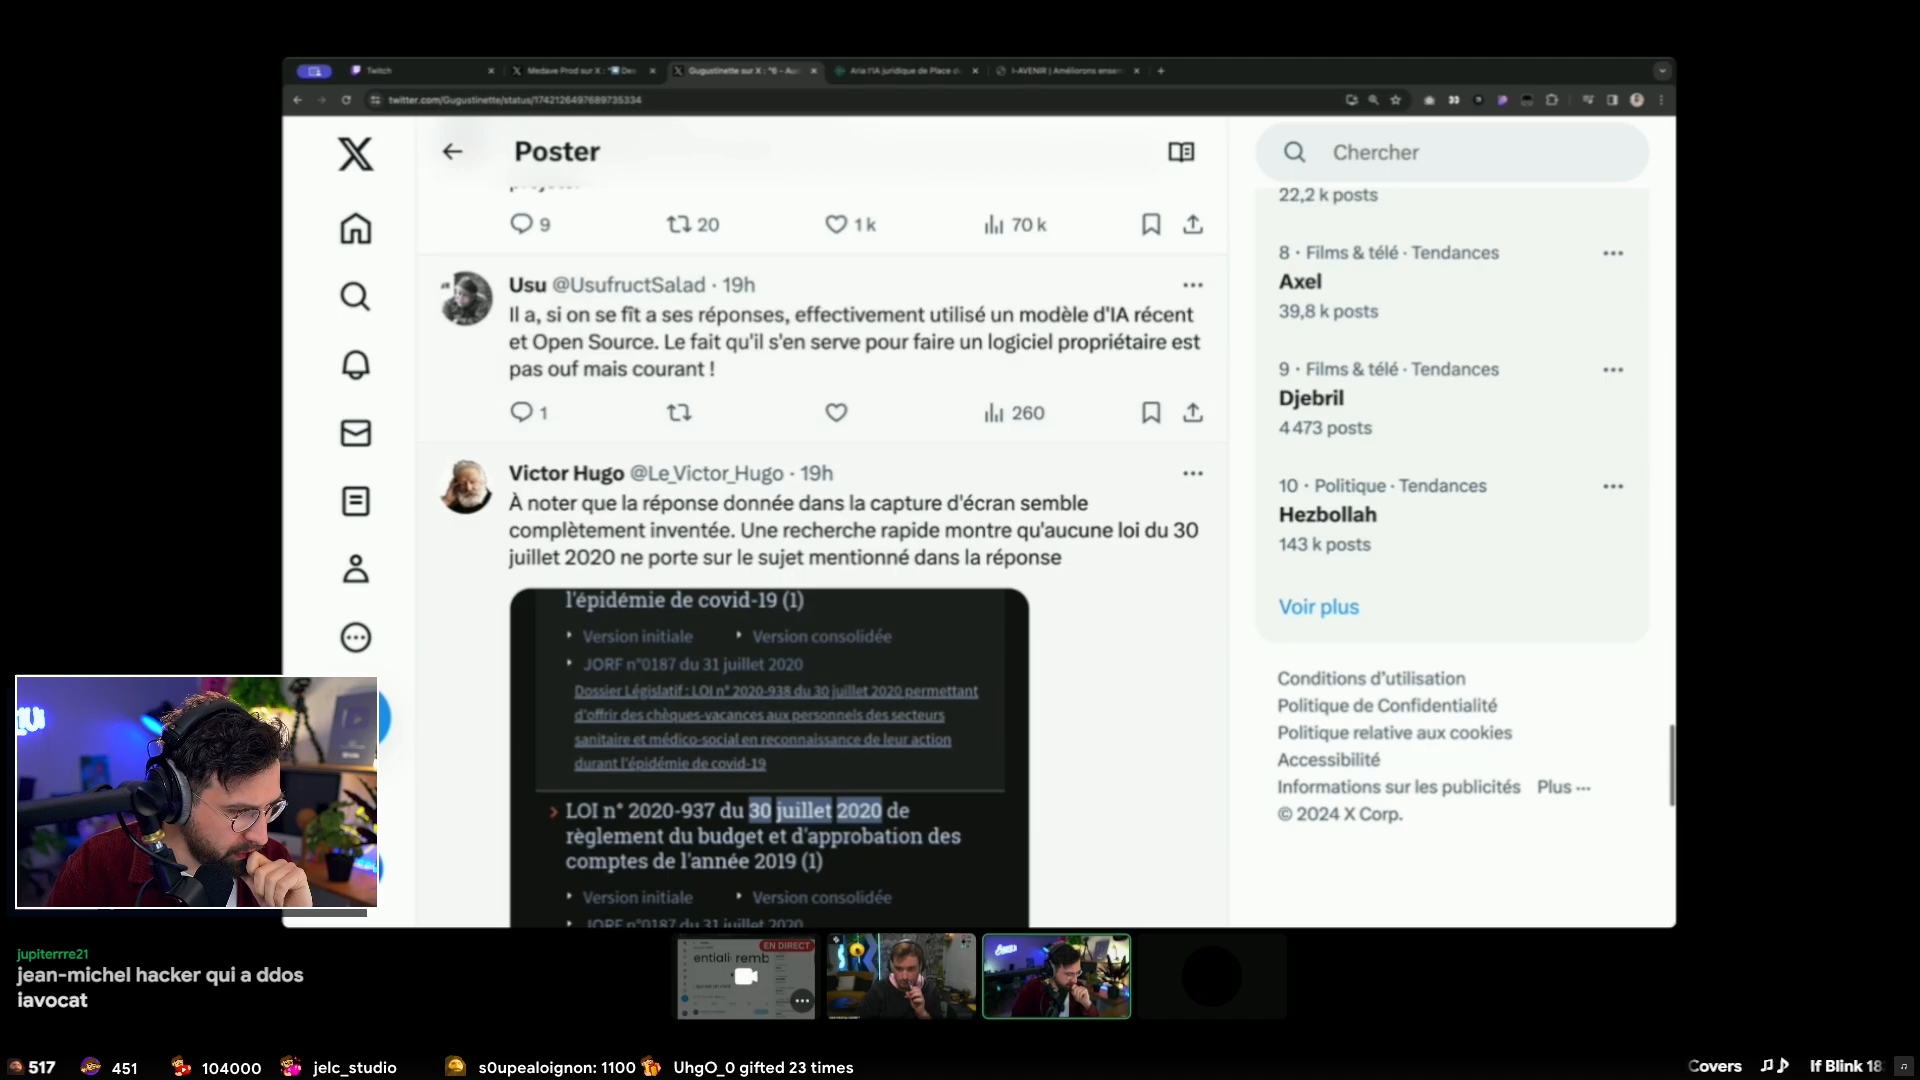 Twitch
Medave Prod sur X : "
Gugustinette sur X : "6 - Au
Aria l'IA juridique de Place d
I-AVENIR | Améliorons ensem
twitter.com/Gugustinette/status/1742126497689735334
Poster
Chercher
22,2 k posts
9
20
1 k
70 k
8 · Films & télé · Tendances
Axel
39,8 k posts
Usu @UsufructSalad · 19h
Il a, si on se fît a ses réponses, effectivement utilisé un modèle d'IA récent
et Open Source. Le fait qu'il s'en serve pour faire un logiciel propriétaire est
pas ouf mais courant !
1
260
9 · Films & télé · Tendances
Djebril
4 473 posts
Victor Hugo @Le_Victor_Hugo · 19h
À noter que la réponse donnée dans la capture d'écran semble
complètement inventée. Une recherche rapide montre qu'aucune loi du 30
juillet 2020 ne porte sur le sujet mentionné dans la réponse
10 · Politique · Tendances
Hezbollah
143 k posts
Voir plus
l'épidémie de covid-19 (1)
Version initiale
Version consolidée
JORF n°0187 du 31 juillet 2020
Dossier Législatif : LOI n° 2020-938 du 30 juillet 2020 permettant
d'offrir des chèques-vacances aux personnels des secteurs
sanitaire et médico-social en reconnaissance de leur action
durant l'épidémie de covid-19
LOI n° 2020-937 du 30 juillet 2020 de
règlement du budget et d'approbation des
comptes de l'année 2019 (1)
Version initiale
Version consolidée
JORF n°0187 du 31 juillet 2020
Conditions d'utilisation
Politique de Confidentialité
Politique relative aux cookies
Accessibilité
Informations sur les publicités Plus ···
© 2024 X Corp.
EN DIRECT
entiali remb
jupiterrre21
jean-michel hacker qui a ddos
iavocat
517
451
104000
jelc_studio
s0upealoignon: 1100
UhgO_0 gifted 23 times
Covers
If Blink 18